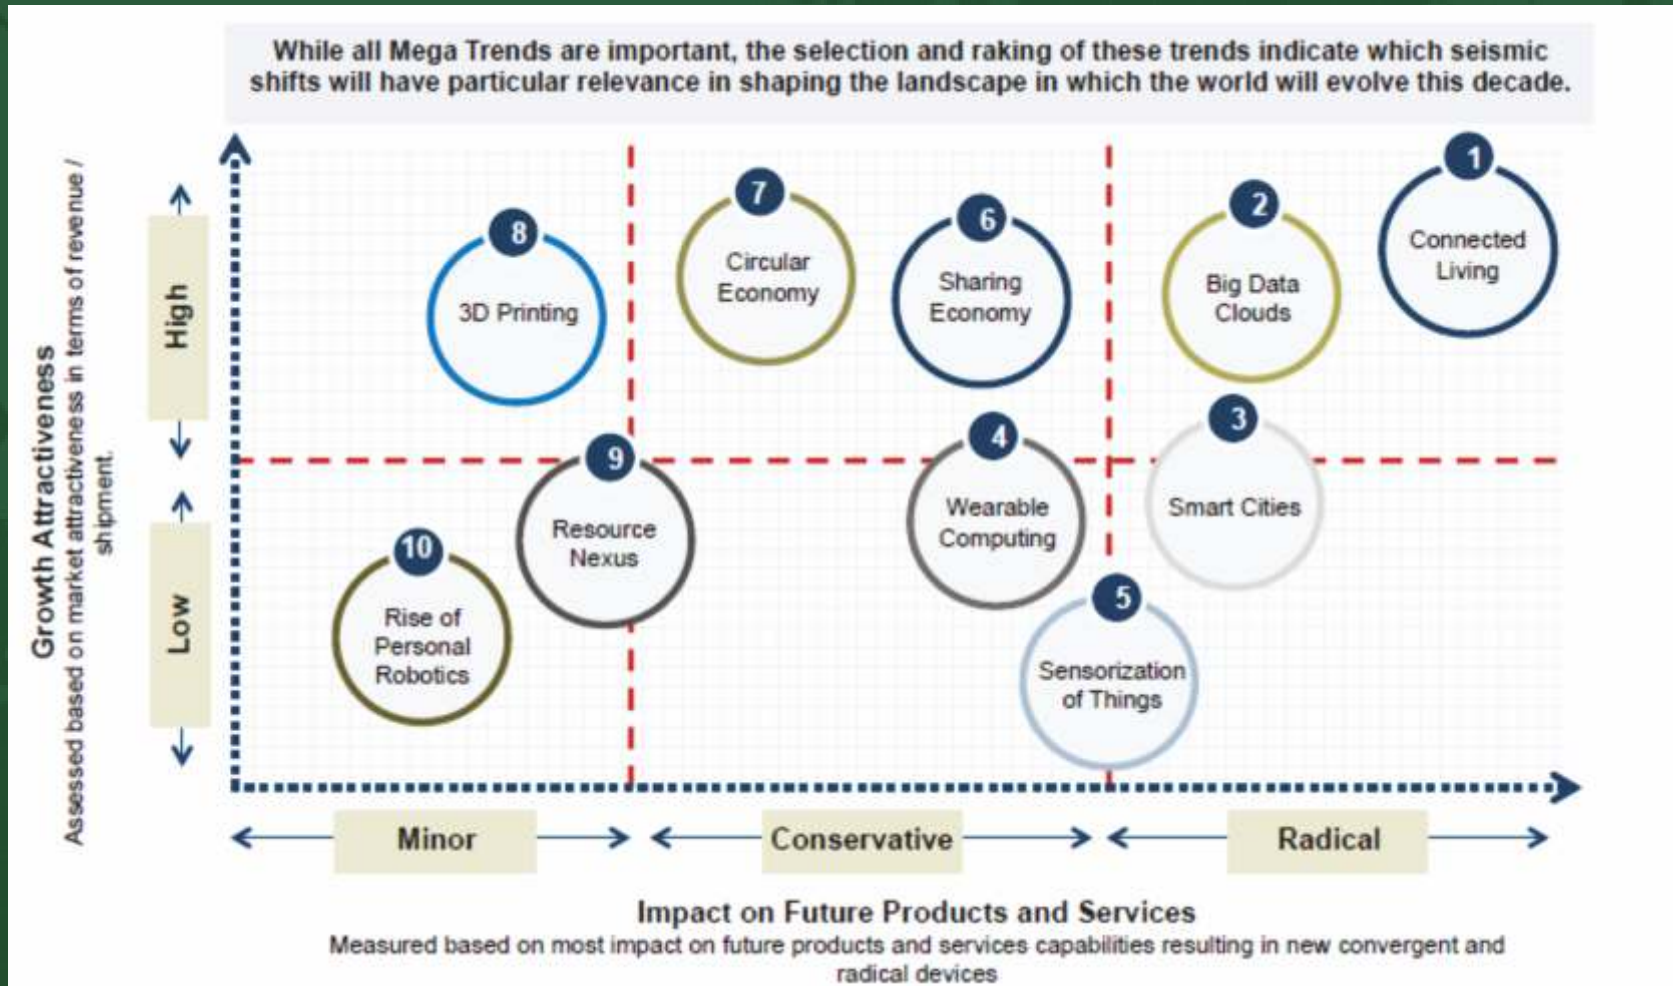 While all Mega Trends are important, the selection and raking of these trends indicate which seismic
shifts will have particular relevance in shaping the landscape in which the world will evolve this decade.
Growth Attractiveness
Assessed based on market attractiveness in terms of revenue /
shipment.
High
Low
1
Connected
Living
2
Big Data
Clouds
3
Smart Cities
4
Wearable
Computing
5
Sensorization
of Things
6
Sharing
Economy
7
Circular
Economy
8
3D Printing
9
Resource
Nexus
10
Rise of
Personal
Robotics
Minor
Conservative
Radical
Impact on Future Products and Services
Measured based on most impact on future products and services capabilities resulting in new convergent and
radical devices